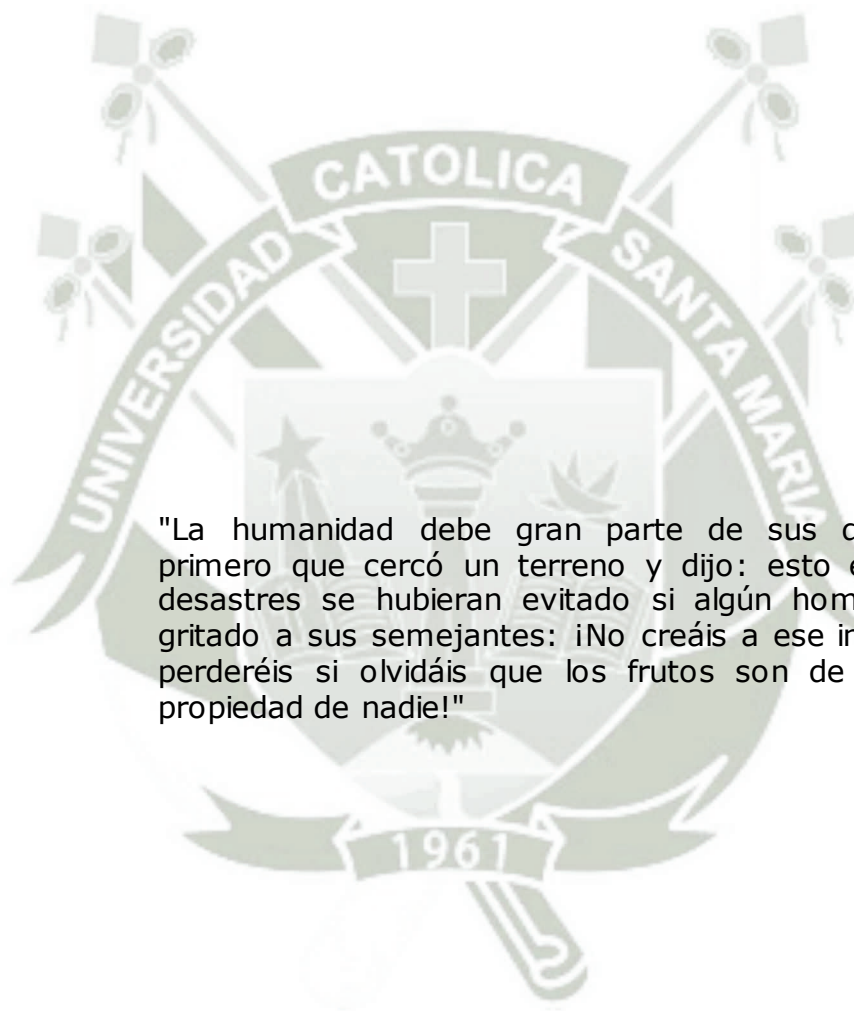 UNIVERSIDAD CATOLICA SANTA MARIA
"La humanidad debe gran parte de sus
primero que cercó un terreno y dijo: esto
desastres se hubieran evitado si algún
gritado a sus semejantes: ¡No creáis a ese
perderéis si olvidáis que los frutos son de
propiedad de nadie!"
1961